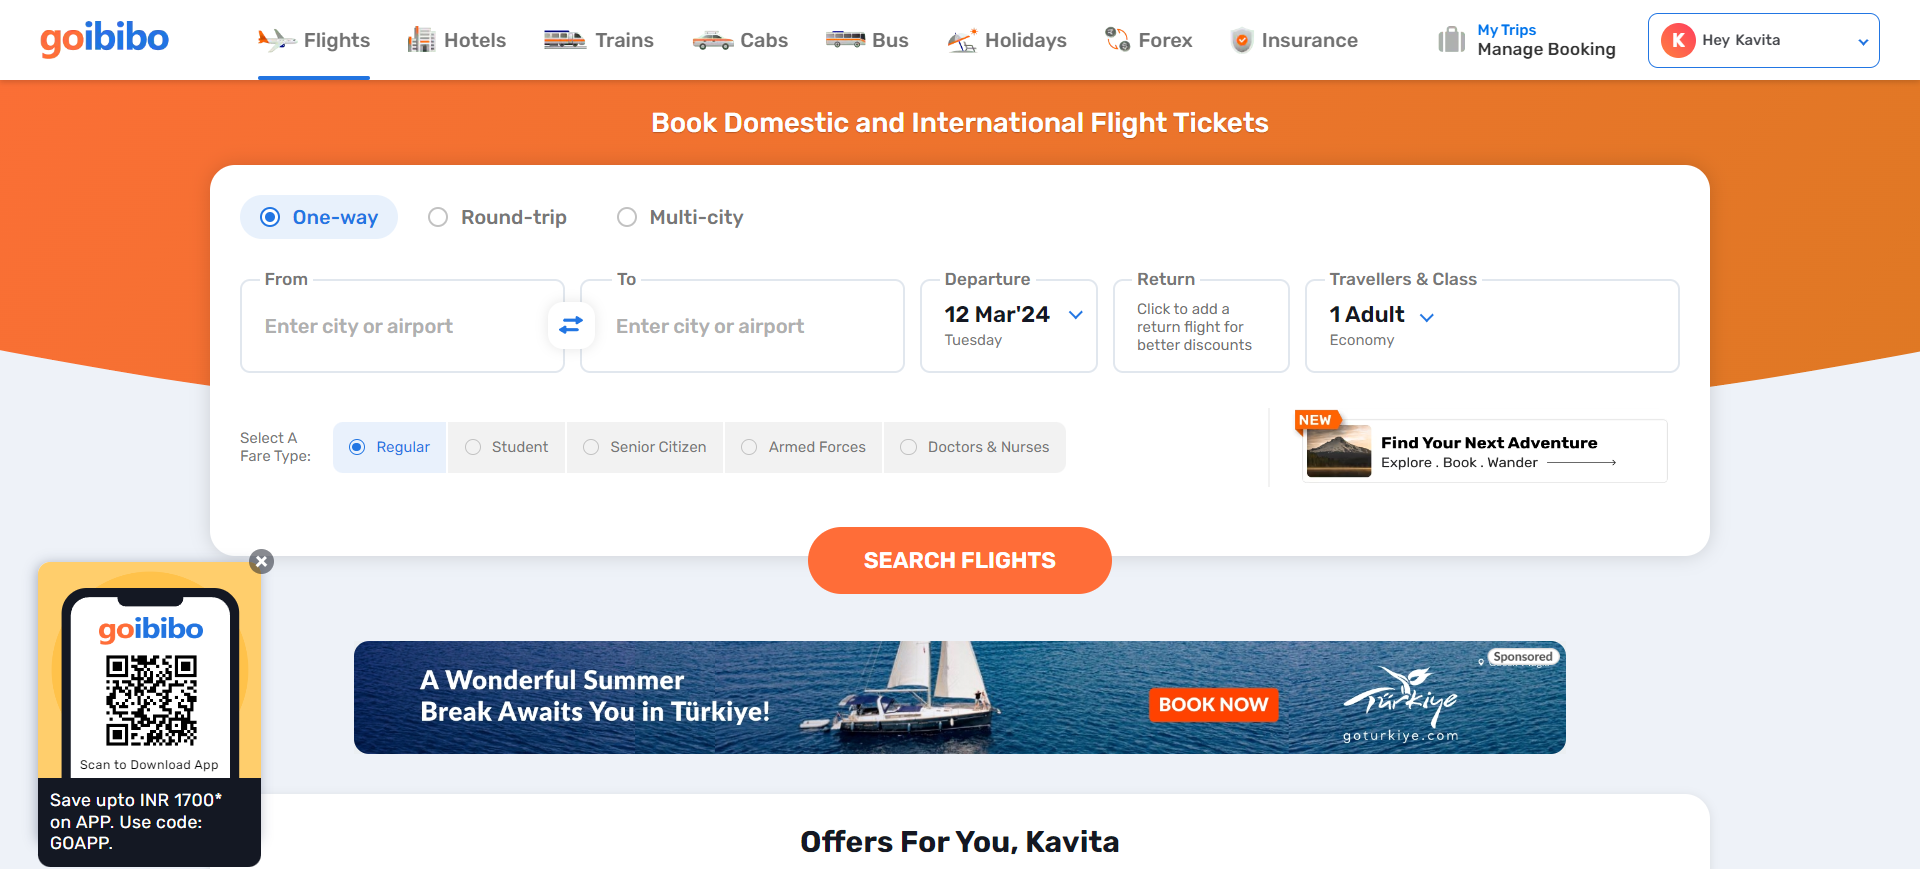 goibibo
Flights
Hotels
Trains
Cabs
Bus
Holidays
Forex
Insurance
My Trips
Manage Booking
K
Hey Kavita
Book Domestic and International Flight Tickets
One-way
Round-trip
Multi-city
From
Enter city or airport
To
Enter city or airport
Departure
12 Mar'24
Tuesday
Return
Click to add a
return flight for
better discounts
Travellers & Class
1 Adult
Economy
Select A
Fare Type:
Regular
Student
Senior Citizen
Armed Forces
Doctors & Nurses
NEW
Find Your Next Adventure
Explore . Book . Wander
SEARCH FLIGHTS
goibibo
Scan to Download App
Save upto INR 1700*
on APP. Use code:
GOAPP.
A Wonderful Summer
Break Awaits You in Türkiye!
BOOK NOW
Sponsored
Türkiye
goturkiye.com
Offers For You, Kavita